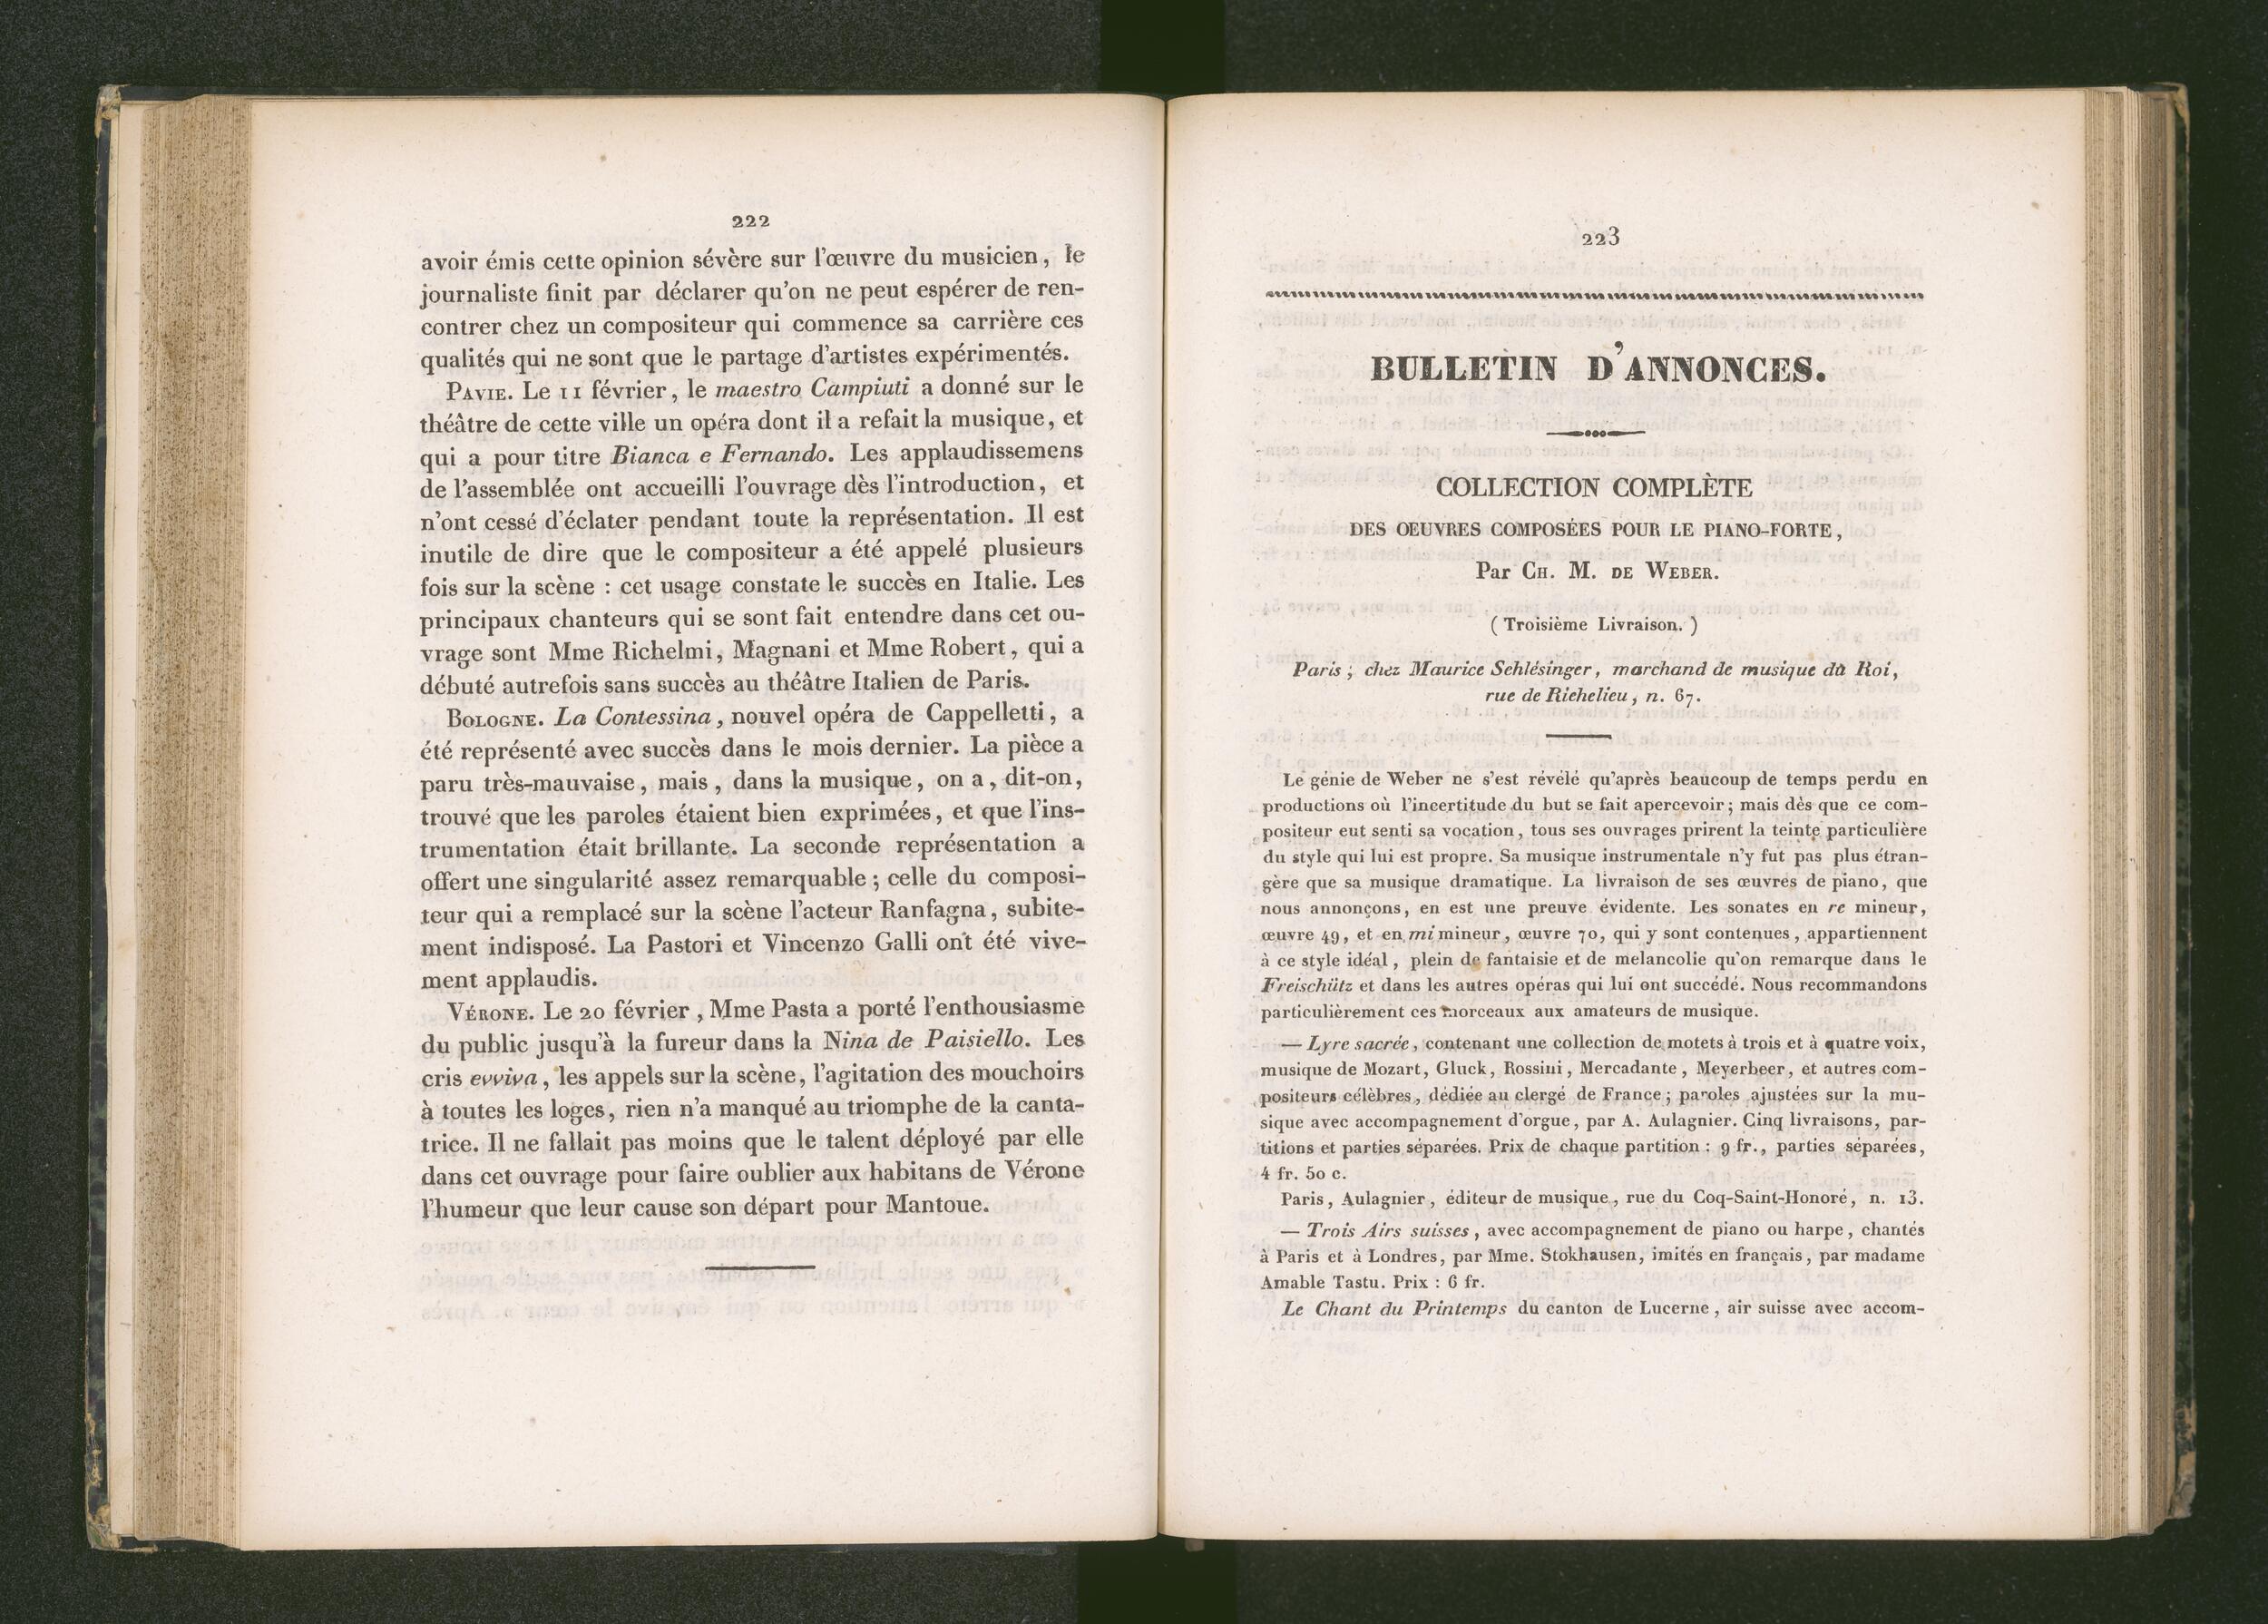 222
avoir émis cette opinion sévère sur l'œuvre du musicien, le
journaliste finit par déclarer qu'on ne peut espérer de ren-
contrer chez un compositeur qui commence sa carrière ces
qualités qui ne sont que le partage d'artistes expérimentés.
PAVIE. Le 11 février, le maestro Campiuti a donné sur le
théâtre de cette ville un opéra dont il a refait la musique, et
qui a pour titre Bianca e Fernando. Les applaudissemens
de l'assemblée ont accueilli l'ouvrage dès l'introduction, et
n'ont cessé d'éclater pendant toute la représentation. Il est
inutile de dire que le compositeur a été appelé plusieurs
fois sur la scène : cet usage constate le succès en Italie. Les
principaux chanteurs qui se sont fait entendre dans cet ou-
vrage sont Mme Richelmi, Magnani et Mme Robert, qui a
débuté autrefois sans succès au théâtre Italien de Paris.
BOLOGNE. La Contessina, nouvel opéra de Cappelletti, a
été représenté avec succès dans le mois dernier. La pièce a
paru très-mauvaise, mais, dans la musique, on a, dit-on,
trouvé que les paroles étaient bien exprimées, et que l'ins-
trumentation était brillante. La seconde représentation a
offert une singularité assez remarquable ; celle du composi-
teur qui a remplacé sur la scène l'acteur Ranfagna, subite-
ment indisposé. La Pastori et Vincenzo Galli ont été vive-
ment applaudis.
VÉRONE. Le 20 février, Mme Pasta a porté l'enthousiasme
du public jusqu'à la fureur dans la Nina de Paisiello. Les
cris evviva, les appels sur la scène, l'agitation des mouchoirs
à toutes les loges, rien n'a manqué au triomphe de la canta-
trice. Il ne fallait pas moins que le talent déployé par elle
dans cet ouvrage pour faire oublier aux habitans de Vérone
l'humeur que leur cause son départ pour Mantoue.
223
BULLETIN D'ANNONCES.
COLLECTION COMPLÈTE
DES OEUVRES COMPOSÉES POUR LE PIANO-FORTE,
Par CH. M. DE WEBER.
( Troisième Livraison. )
Paris ; chez Maurice Schlésinger, marchand de musique dû Roi,
rue de Richelieu, n. 67.
Le génie de Weber ne s'est révélé qu'après beaucoup de temps perdu en
productions où l'incertitude du but se fait apercevoir ; mais dès que ce com-
positeur eut senti sa vocation, tous ses ouvrages prirent la teinte particulière
du style qui lui est propre. Sa musique instrumentale n'y fut pas plus étran-
gère que sa musique dramatique. La livraison de ses œuvres de piano, que
nous annonçons, en est une preuve évidente. Les sonates en re mineur,
œuvre 49, et en mi mineur, œuvre 70, qui y sont contenues, appartiennent
à ce style idéal, plein de fantaisie et de melancolie qu'on remarque dans le
Freischütz et dans les autres opéras qui lui ont succédé. Nous recommandons
particulièrement ces morceaux aux amateurs de musique.
— Lyre sacrée, contenant une collection de motets à trois et à quatre voix,
musique de Mozart, Gluck, Rossini, Mercadante, Meyerbeer, et autres com-
positeurs célèbres, dédiée au clergé de France ; paroles ajustées sur la mu-
sique avec accompagnement d'orgue, par A. Aulagnier. Cinq livraisons, par-
titions et parties séparées. Prix de chaque partition : 9 fr., parties séparées,
4 fr. 50 c.
Paris, Aulagnier, éditeur de musique, rue du Coq-Saint-Honoré, n. 13.
— Trois Airs suisses, avec accompagnement de piano ou harpe, chantés
à Paris et à Londres, par Mme. Stokhausen, imités en français, par madame
Amable Tastu. Prix : 6 fr.
Le Chant du Printemps du canton de Lucerne, air suisse avec accom-